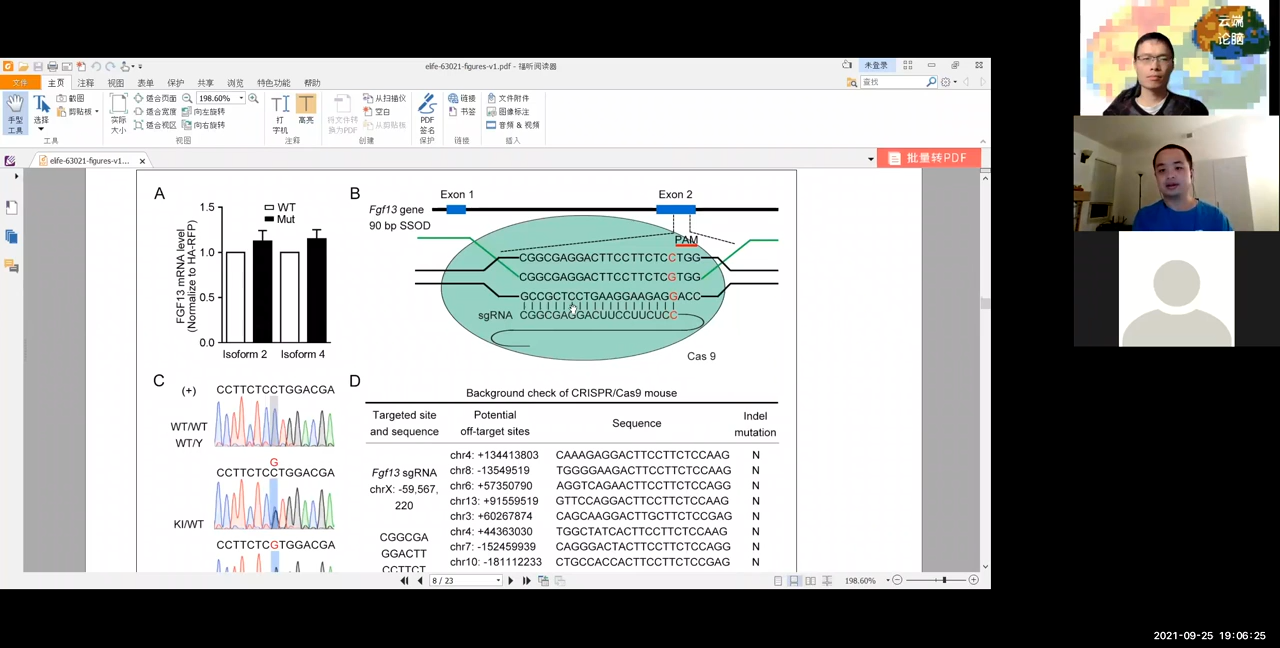 elife-63021-figures-v1.pdf - 福昕阅读器
未登录
文件 主页 注释 视图 表单 保护 共享 浏览 特色功能 帮助
查找
手型工具
选择
截图
剪贴板
实际大小
适合页面
适合宽度
适合视区
198.60%
向左旋转
向右旋转
打字机
高亮
将文件转换为PDF
从扫描仪
空白
从剪贴板
PDF签名
链接
书签
文件附件
图像标注
音频 & 视频
工具 视图 注释 创建 保护 链接 插入
elife-63021-figures-v1...
批量转PDF
A
FGF13 mRNA level
(Normalize to HA-RFP)
1.5
1.0
0.5
0.0
WT
Mut
Isoform 2 Isoform 4
B
Exon 1 Exon 2
Fgf13 gene
90 bp SSOD
PAM
CGGCGAGGACTTCCTTCTCCTGG
CGGCGAGGACTTCCTTCTCGTGG
GCCGCTCCTGAAGGAAGAGGACC
sgRNA CGGCGAGGACUUCCUUCUCC
Cas 9
C
(+) CCTTCTCCTGGACGA
WT/WT
WT/Y
G
CCTTCTCCTGGACGA
KI/WT
CCTTCTCGTGGACGA
D
Background check of CRISPR/Cas9 mouse
Targeted site and sequence
Potential off-target sites
Sequence
Indel mutation
Fgf13 sgRNA
chrX: -59,567,
220
CGGCGA
GGACTT
CCTTCT
chr4: +134413803 CAAAGAGGACTTCCTTCTCCAAG N
chr8: -13549519 TGGGGAAGACTTCCTTCTCCAGG N
chr6: +57350790 AGGTCAGAACTTCCTTCTCCAGG N
chr13: +91559519 GTTCCAGGACTTCCTTCTCCAAG N
chr3: +60267874 CAGCAAGGACTTGCTTCTCCGAG N
chr4: +44363030 TGGCTATCACTTCCTTCTCCAAG N
chr7: -152459939 CAGGGACTACTTCCTTCTCCAGG N
chr10: -181112233 CTGCCACCACTTCCTTCTCCGAG N
8 / 23
198.60%
云端
论脑
2021-09-25 19:06:25